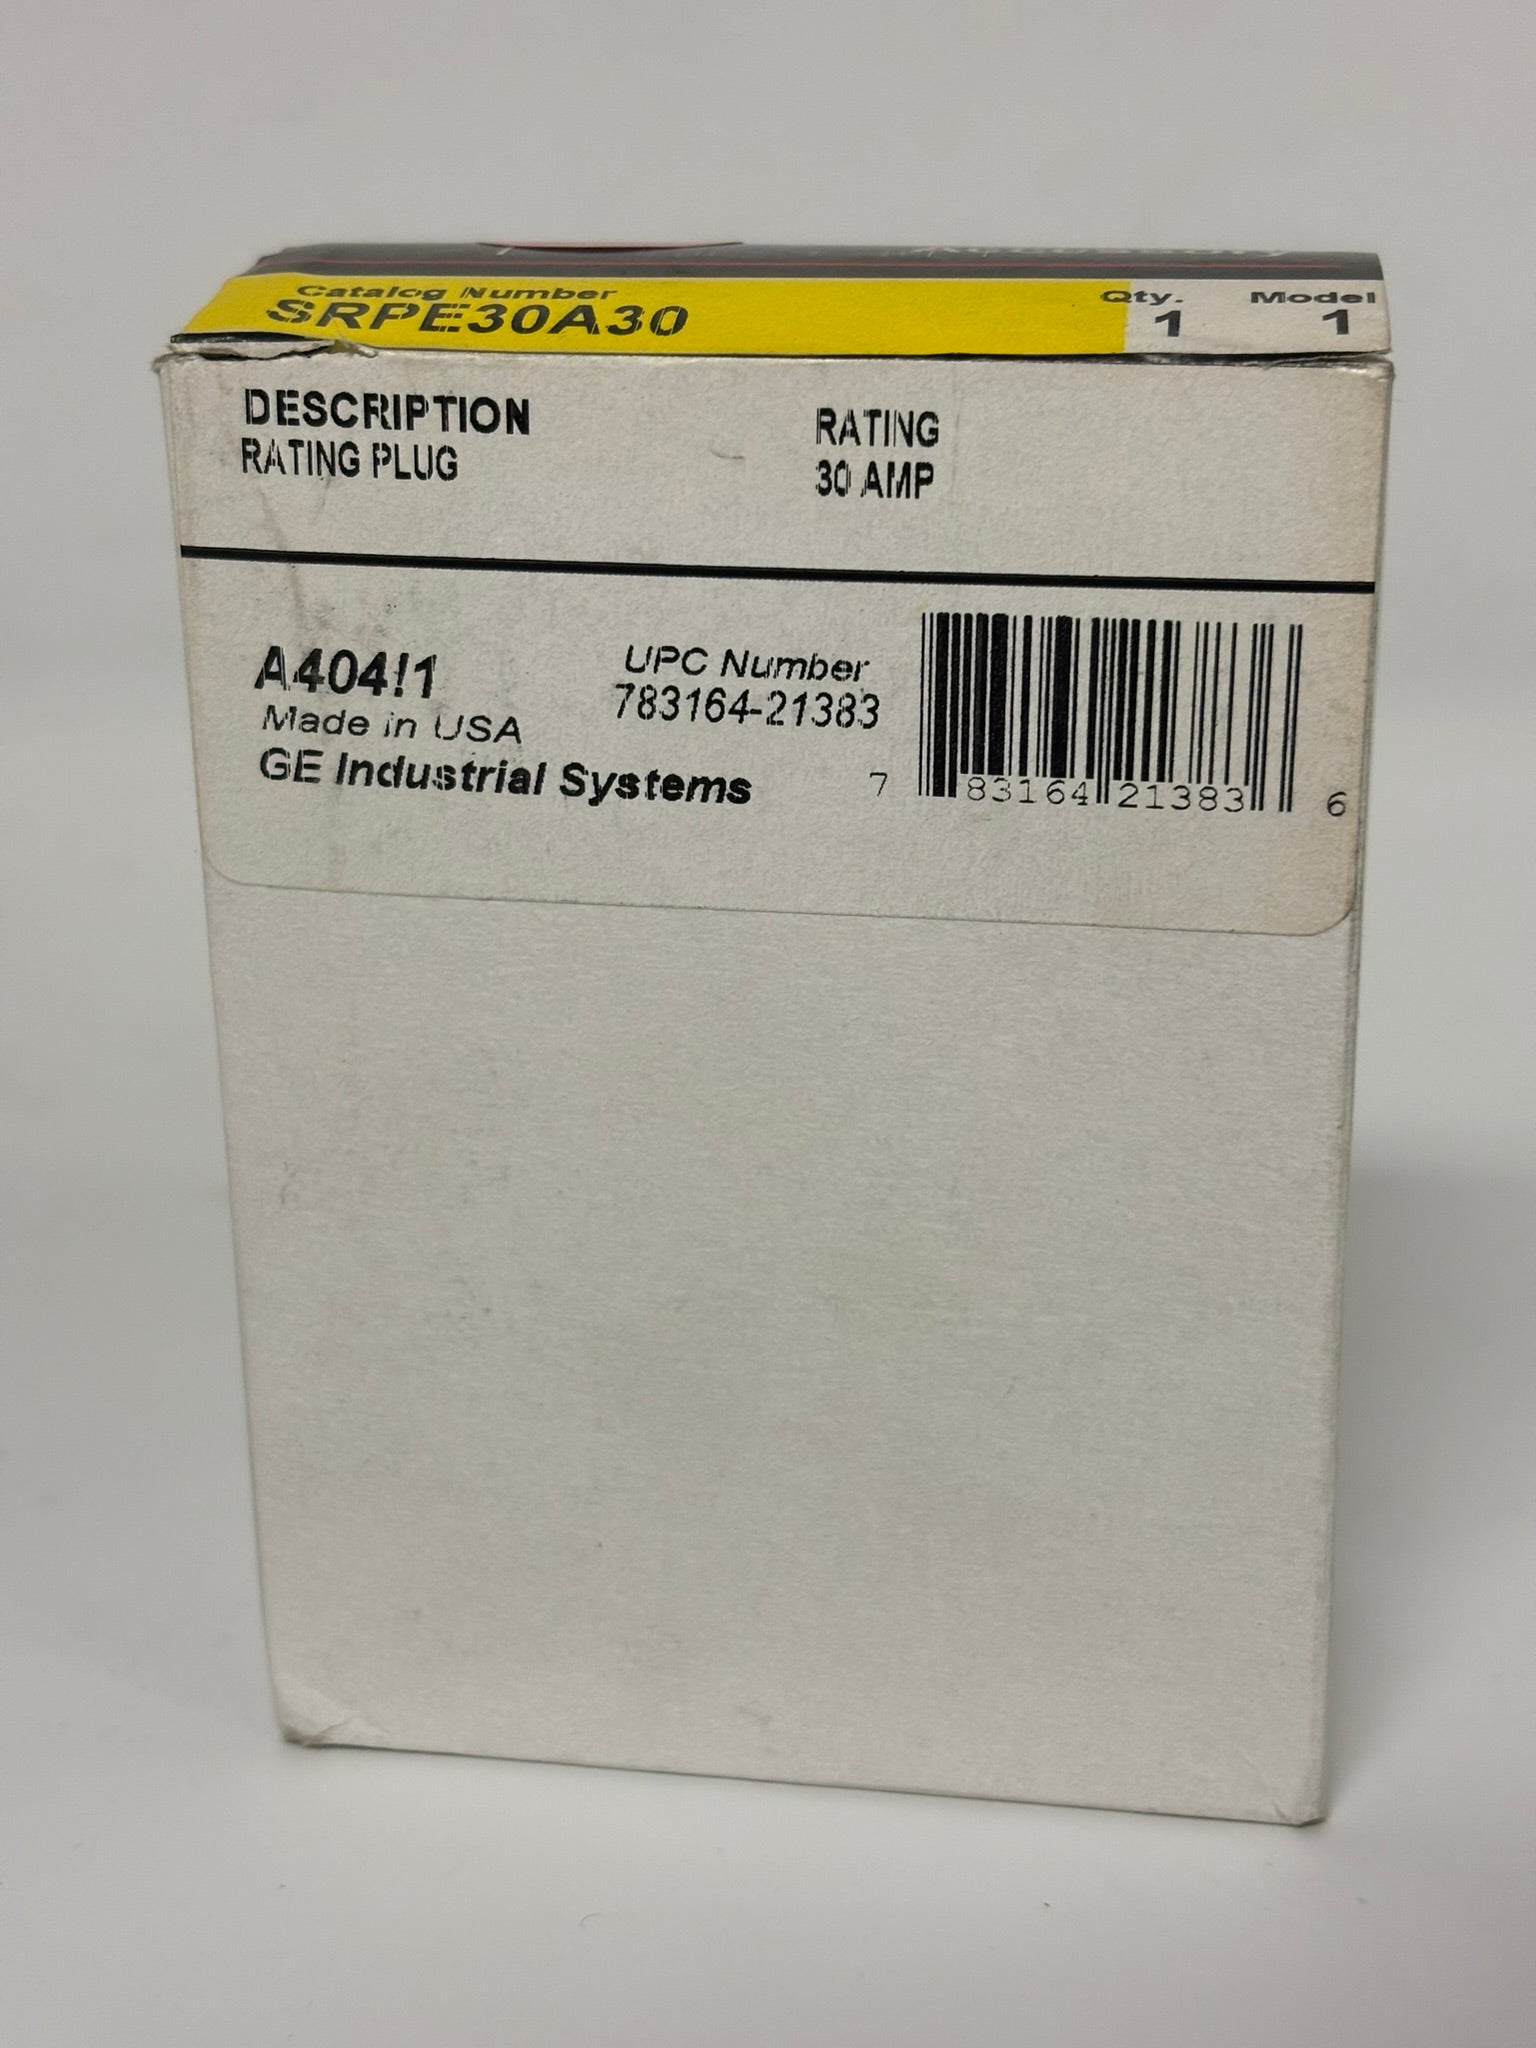 Catalog Number
SRPE30A30
Qty.
1
Model
1
DESCRIPTION
RATING PLUG
RATING
30 AMP
A404!1
Made in USA
GE Industrial Systems
UPC Number
783164-21383
7 83164 21383 6